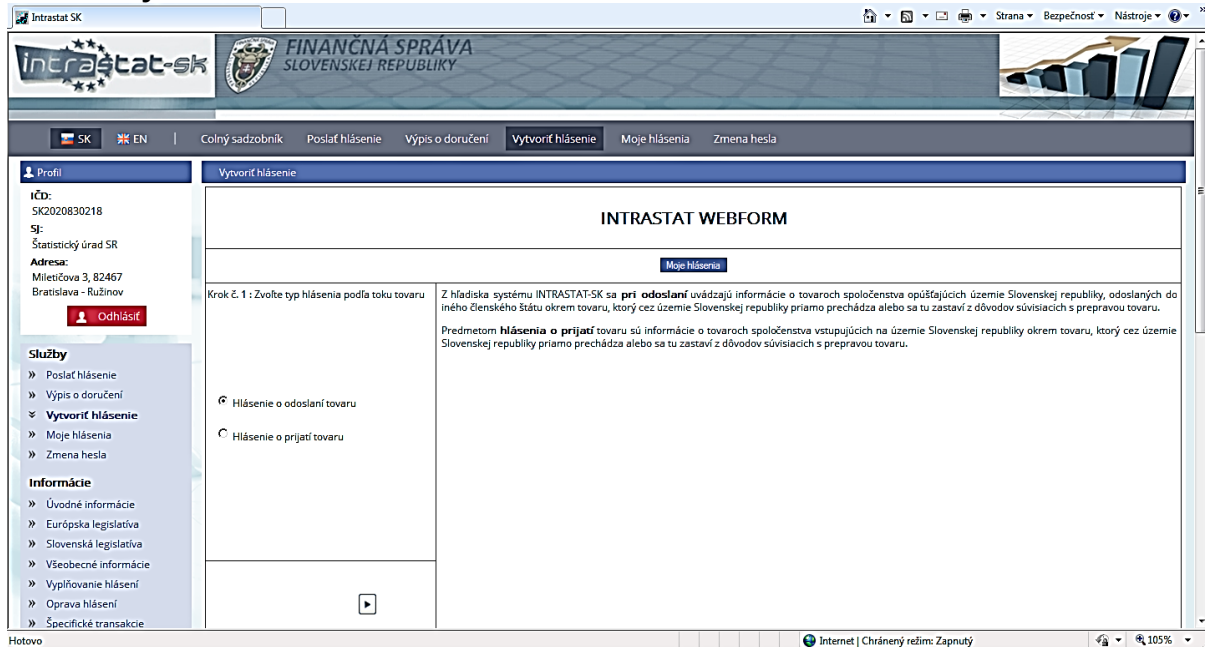 Intrastat SK
Strana
Bezpečnosť
Nástroje
intrastat-sk
FINANČNÁ SPRÁVA
SLOVENSKEJ REPUBLIKY
SK
EN
|
Colný sadzobník
Poslať hlásenie
Výpis o doručení
Vytvoriť hlásenie
Moje hlásenia
Zmena hesla
Profil
IČD:
SK2020830218
SJ:
Štatistický úrad SR
Adresa:
Miletičova 3, 82467
Bratislava - Ružinov
Odhlásiť
Služby
» Poslať hlásenie
» Výpis o doručení
Vytvoriť hlásenie
» Moje hlásenia
» Zmena hesla
Informácie
» Úvodné informácie
» Európska legislatíva
» Slovenská legislatíva
» Všeobecné informácie
» Vyplňovanie hlásení
» Oprava hlásení
» Špecifické transakcie
Vytvoriť hlásenie
INTRASTAT WEBFORM
Moje hlásenia
Krok č. 1 : Zvoľte typ hlásenia podľa toku tovaru
Hlásenie o odoslaní tovaru
Hlásenie o prijatí tovaru
Z hľadiska systému INTRASTAT-SK sa pri odoslaní uvádzajú informácie o tovaroch spoločenstva opúšťajúcich územie Slovenskej republiky, odoslaných do
iného členského štátu okrem tovaru, ktorý cez územie Slovenskej republiky priamo prechádza alebo sa tu zastaví z dôvodov súvisiacich s prepravou tovaru.
Predmetom hlásenia o prijatí tovaru sú informácie o tovaroch spoločenstva vstupujúcich na územie Slovenskej republiky okrem tovaru, ktorý cez územie
Slovenskej republiky priamo prechádza alebo sa tu zastaví z dôvodov súvisiacich s prepravou tovaru.
Hotovo
Internet | Chránený režim: Zapnutý
105%